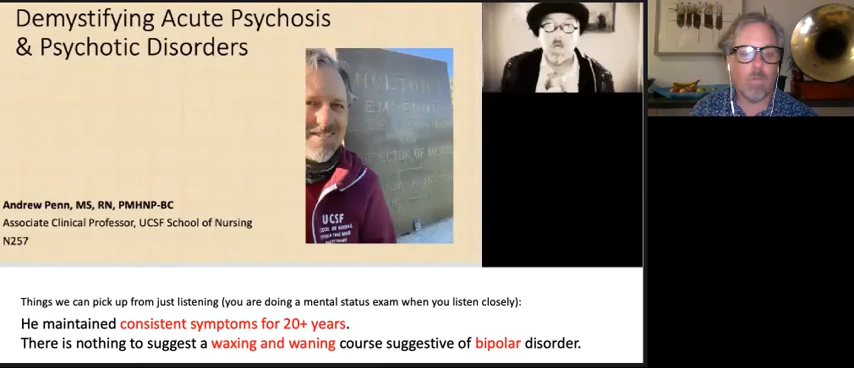 Demystifying Acute Psychosis
& Psychotic Disorders
Andrew Penn, MS, RN, PMHNP-BC
Associate Clinical Professor, UCSF School of Nursing
N257
UCSF
Things we can pick up from just listening (you are doing a mental status exam when you listen closely):
He maintained consistent symptoms for 20+ years.
There is nothing to suggest a waxing and waning course suggestive of bipolar disorder.